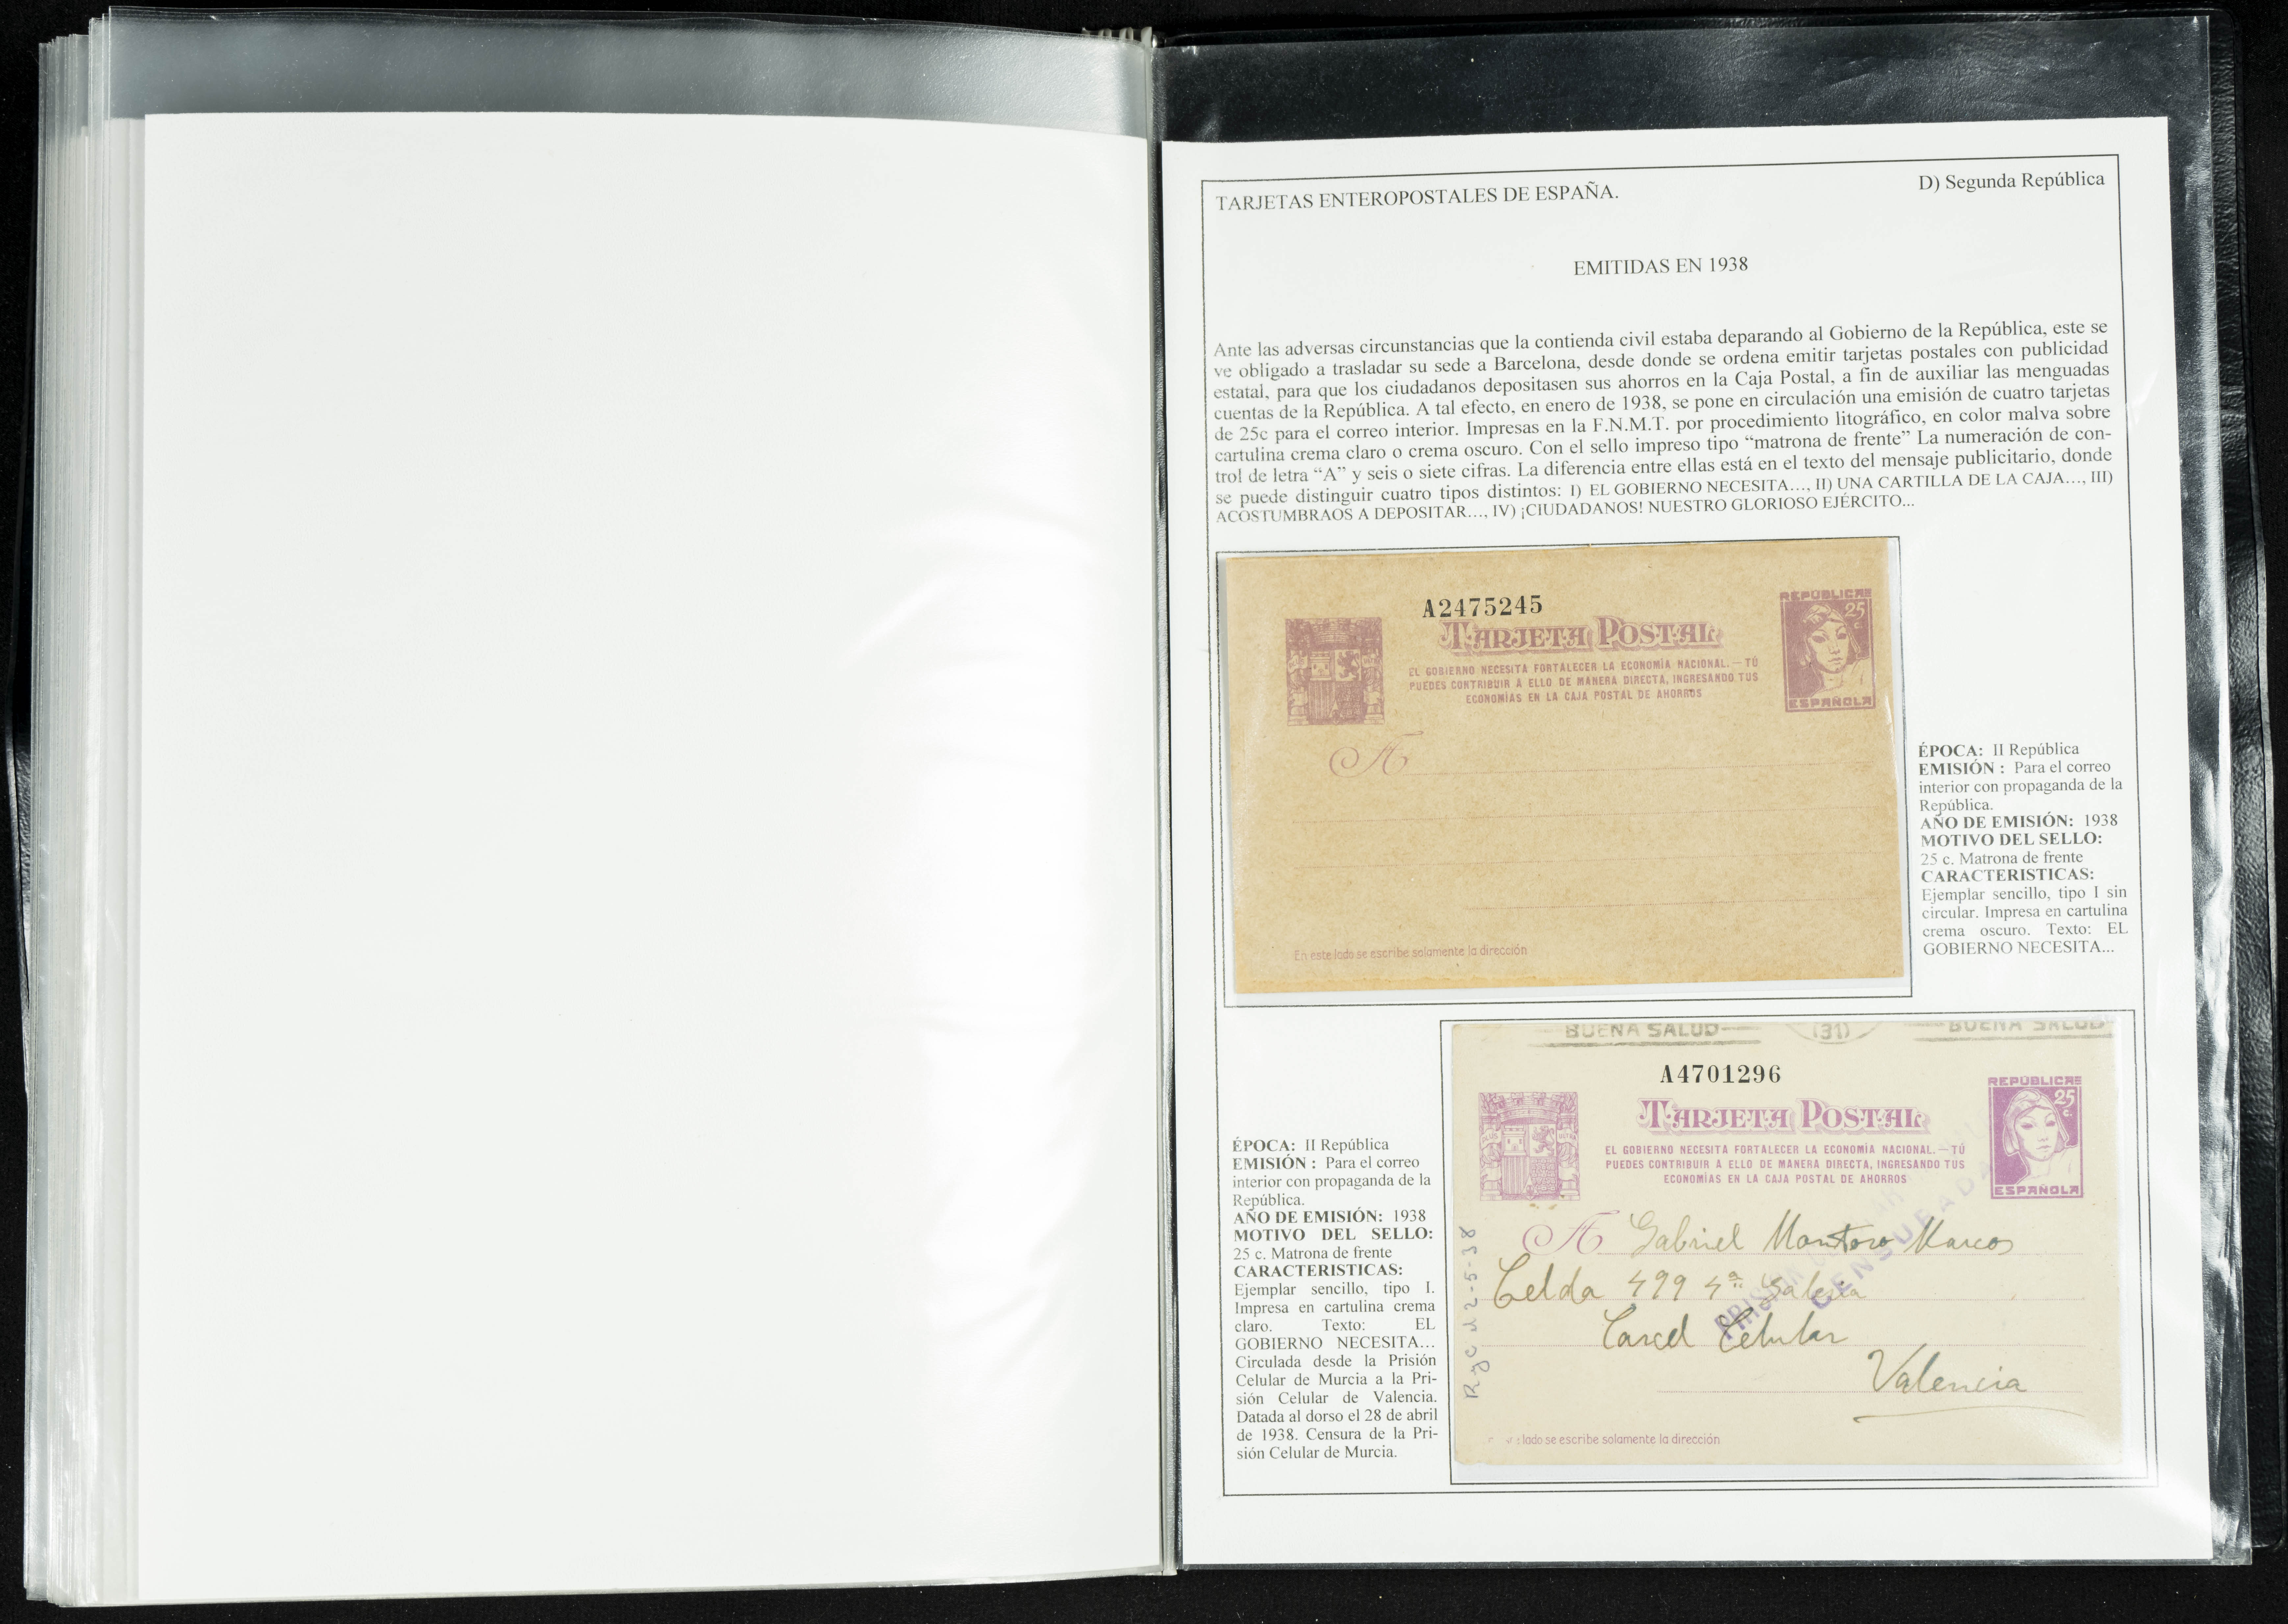 TARJETAS ENTEROPOSTALES DE ESPAÑA.
D) Segunda República
EMITIDAS EN 1938
Ante las adversas circunstancias que la contienda civil estaba deparando al Gobierno de la República, este se
ve obligado a trasladar su sede a Barcelona, desde donde se ordena emitir tarjetas postales con publicidad
estatal, para que los ciudadanos depositasen sus ahorros en la Caja Postal, a fin de auxiliar las menguadas
cuentas de la República. A tal efecto, en enero de 1938, se pone en circulación una emisión de cuatro tarjetas
de 25c para el correo interior. Impresas en la F.N.M.T. por procedimiento litográfico, en color malva sobre
cartulina crema claro o crema oscuro. Con el sello impreso tipo “matrona de frente” La numeración de con-
trol de letra “A” y seis o siete cifras. La diferencia entre ellas está en el texto del mensaje publicitario, donde
se puede distinguir cuatro tipos distintos: I) EL GOBIERNO NECESITA…, II) UNA CARTILLA DE LA CAJA…, III)
ACOSTUMBRAOS A DEPOSITAR…, IV) ¡CIUDADANOS! NUESTRO GLORIOSO EJÉRCITO...
A2475245
TARJETA POSTAL
EL GOBIERNO NECESITA FORTALECER LA ECONOMÍA NACIONAL.—TÚ
PUEDES CONTRIBUIR A ELLO DE MANERA DIRECTA, INGRESANDO TUS
ECONOMÍAS EN LA CAJA POSTAL DE AHORROS
REPUBLICA
25 c.
ESPAÑOLA
A
En este lado se escribe solamente la dirección
ÉPOCA: II República
EMISIÓN : Para el correo
interior con propaganda de la
República.
AÑO DE EMISIÓN: 1938
MOTIVO DEL SELLO:
25 c. Matrona de frente
CARACTERISTICAS:
Ejemplar sencillo, tipo I sin
circular. Impresa en cartulina
crema oscuro. Texto: EL
GOBIERNO NECESITA...
ÉPOCA: II República
EMISIÓN : Para el correo
interior con propaganda de la
República.
AÑO DE EMISIÓN: 1938
MOTIVO DEL SELLO:
25 c. Matrona de frente
CARACTERISTICAS:
Ejemplar sencillo, tipo I.
Impresa en cartulina crema
claro. Texto: EL
GOBIERNO NECESITA...
Circulada desde la Prisión
Celular de Murcia a la Pri-
sión Celular de Valencia.
Datada al dorso el 28 de abril
de 1938. Censura de la Pri-
sión Celular de Murcia.
BUENA SALUD
(31)
BUENA SALUD
A4701296
TARJETA POSTAL
EL GOBIERNO NECESITA FORTALECER LA ECONOMÍA NACIONAL.—TÚ
PUEDES CONTRIBUIR A ELLO DE MANERA DIRECTA, INGRESANDO TUS
ECONOMÍAS EN LA CAJA POSTAL DE AHORROS
REPUBLICA
25 c.
ESPAÑOLA
A Gabriel Montoro Marcos
Celda 499 4ª Galeria
Carcel Celular
Valencia
PRISION
CENSURADA
2-5-38
lado se escribe solamente la dirección